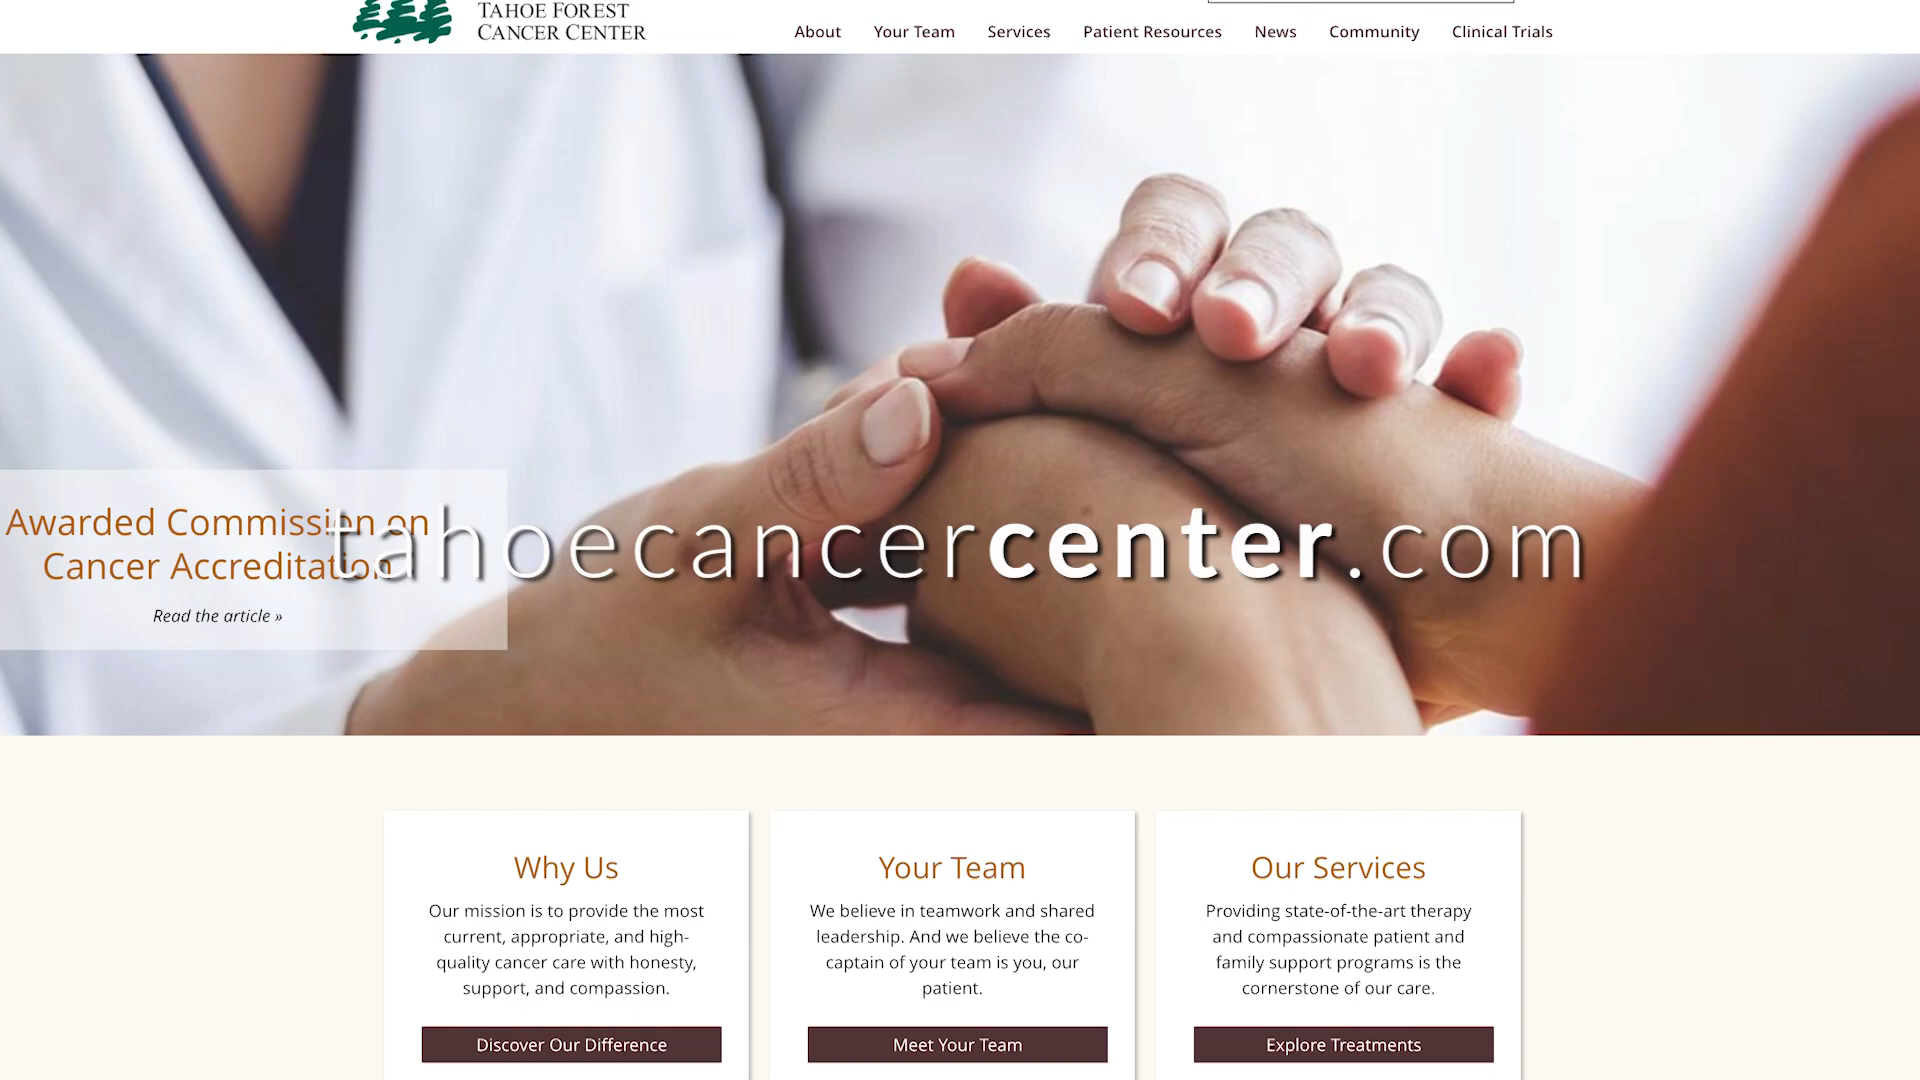 TAHOE FOREST
CANCER CENTER
About Your Team Services Patient Resources News Community Clinical Trials
Awarded Commission on
Cancer Accreditation
Read the article »
tahoecancercenter.com
Why Us
Our mission is to provide the most
current, appropriate, and high-
quality cancer care with honesty,
support, and compassion.
Discover Our Difference
Your Team
We believe in teamwork and shared
leadership. And we believe the co-
captain of your team is you, our
patient.
Meet Your Team
Our Services
Providing state-of-the-art therapy
and compassionate patient and
family support programs is the
cornerstone of our care.
Explore Treatments